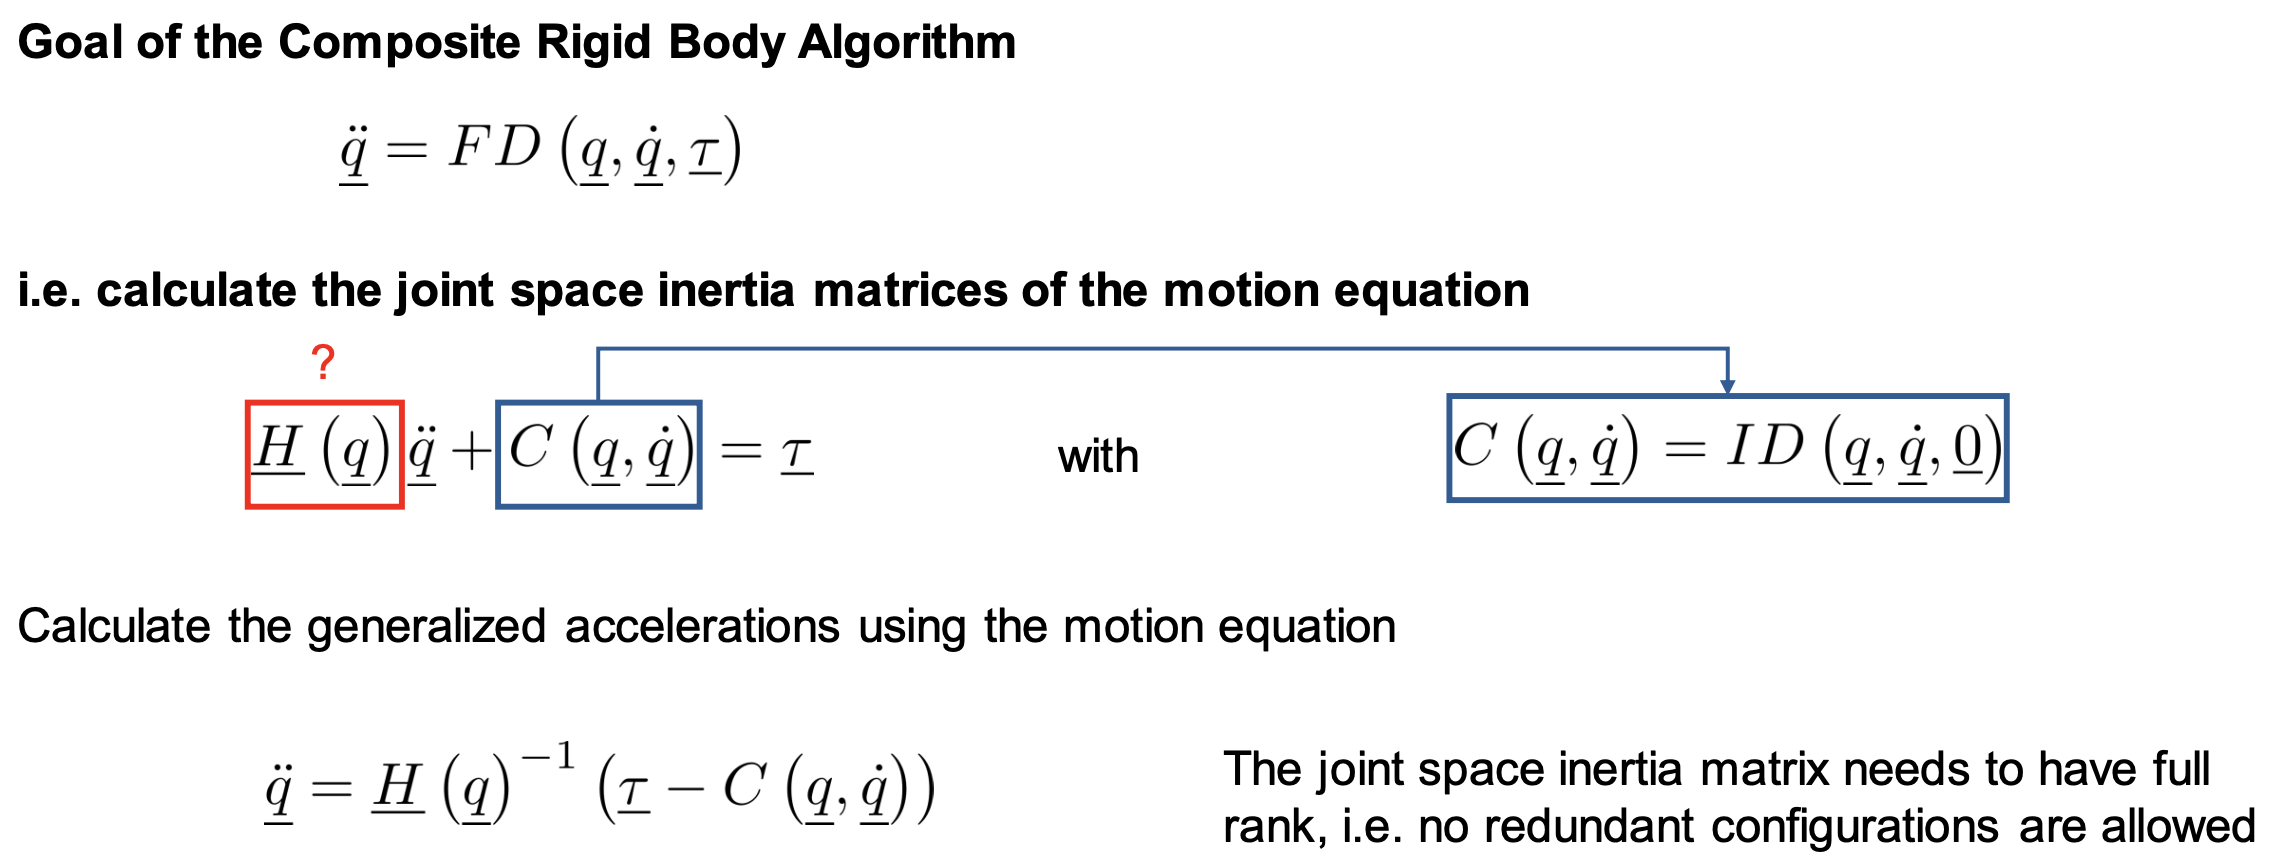 Goal of the Composite Rigid Body Algorithm
$\underline{\ddot{q}} = FD\left(\underline{q}, \underline{\dot{q}}, \underline{\tau}\right)$
i.e. calculate the joint space inertia matrices of the motion equation
?
$\underline{H}\left(\underline{q}\right)\underline{\ddot{q}} + C\left(\underline{q}, \underline{\dot{q}}\right) = \underline{\tau}$ with $C\left(\underline{q}, \underline{\dot{q}}\right) = ID\left(\underline{q}, \underline{\dot{q}}, \underline{0}\right)$
Calculate the generalized accelerations using the motion equation
$\underline{\ddot{q}} = \underline{H}\left(\underline{q}\right)^{-1}\left(\underline{\tau} - C\left(\underline{q}, \underline{\dot{q}}\right)\right)$
The joint space inertia matrix needs to have full
rank, i.e. no redundant configurations are allowed